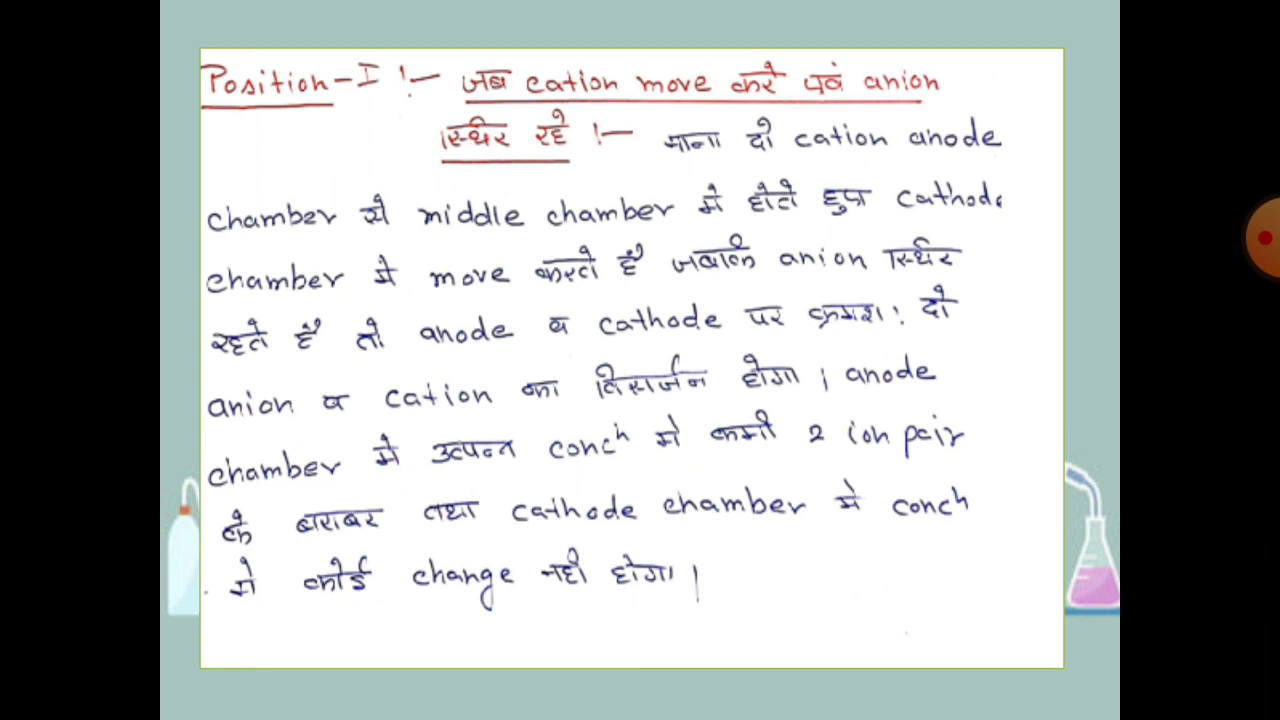 Position-I :- जब cation move करे एवं anion
स्थिर रहे :- माना दो cation anode
chamber से middle chamber मे होते हुए cathode
chamber मे move करते हैं जबकि anion स्थिर
रहते हैं तो anode व cathode पर क्रमशः दो
anion व cation का विसर्जन होगा । anode
chamber मे उत्पन्न concⁿ मे कमी 2 ion pair
के बाराबर तथा cathode chamber मे concⁿ
मे कोई change नही होगा ।